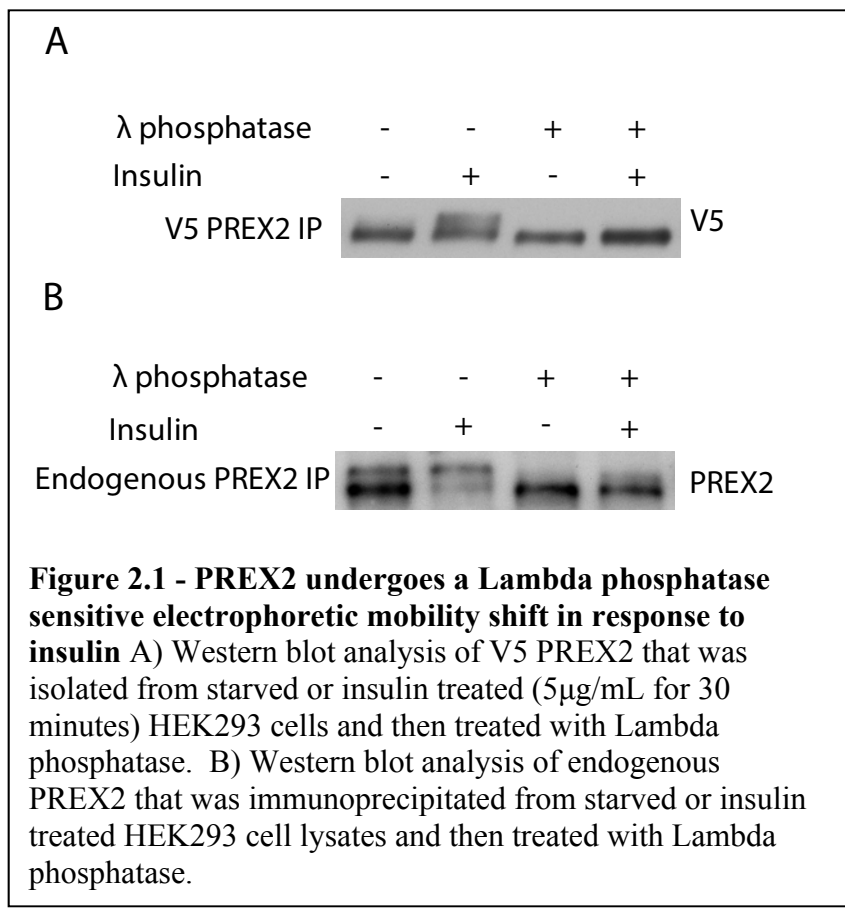 A
λ phosphatase - - + +
Insulin - + - +
V5 PREX2 IP V5
B
λ phosphatase - - + +
Insulin - + - +
Endogenous PREX2 IP PREX2
Figure 2.1 - PREX2 undergoes a Lambda phosphatase
sensitive electrophoretic mobility shift in response to
insulin A) Western blot analysis of V5 PREX2 that was
isolated from starved or insulin treated (5μg/mL for 30
minutes) HEK293 cells and then treated with Lambda
phosphatase. B) Western blot analysis of endogenous
PREX2 that was immunoprecipitated from starved or insulin
treated HEK293 cell lysates and then treated with Lambda
phosphatase.